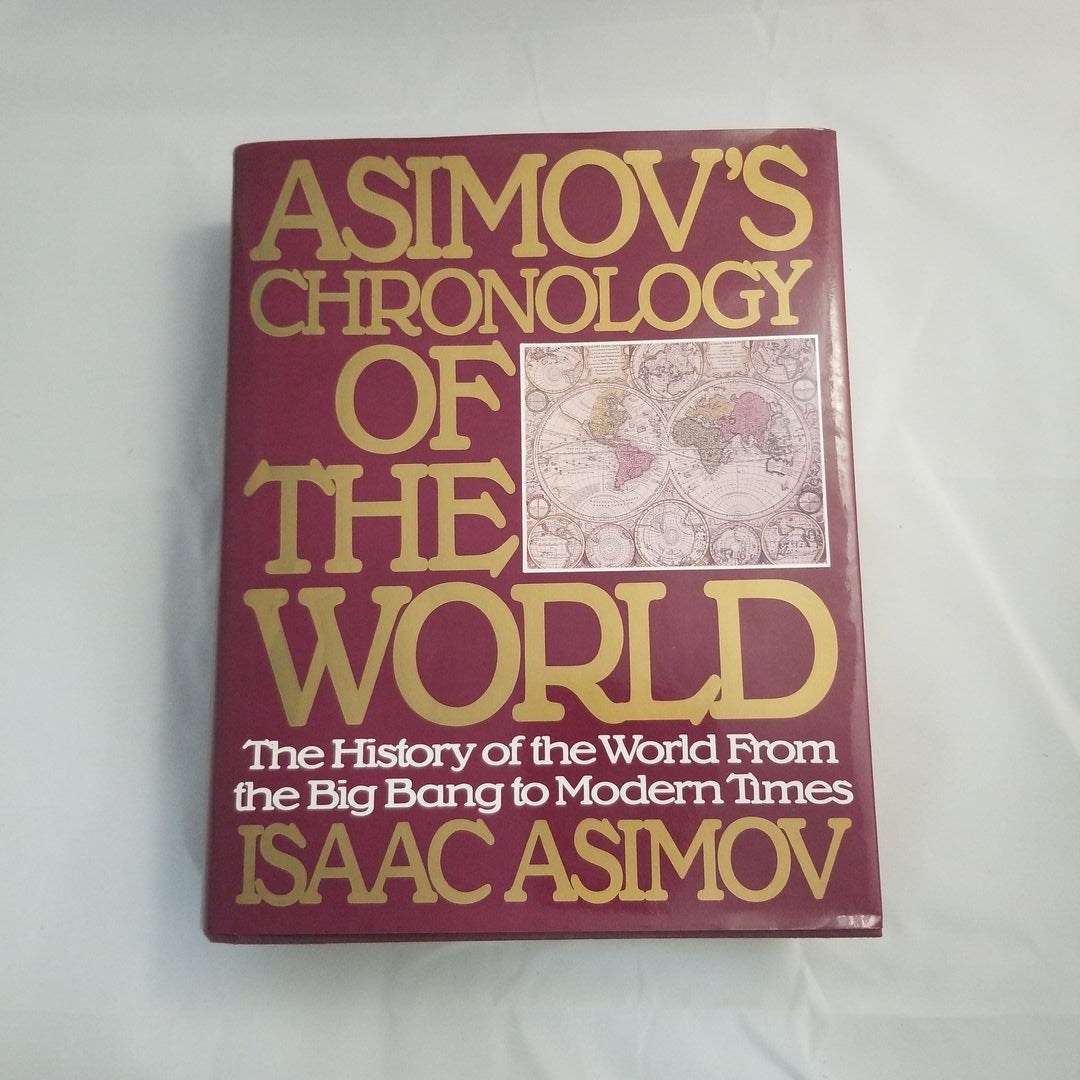 ASIMOV'S
CHRONOLOGY
OF
THE
WORLD
The History of the World From
the Big Bang to Modern Times
ISAAC ASIMOV